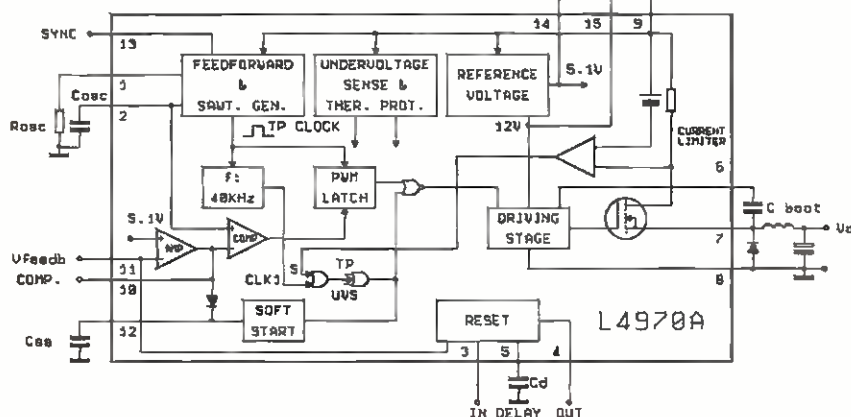 14 15 9
SYNC
13
FEEDFORWARD
&
SAWT. GEN.
UNDERVOLTAGE
SENSE &
THER. PROT.
REFERENCE
VOLTAGE
5.1V
1
Cosc
2
Rosc
TP CLOCK
12V
CURRENT
LIMITER
6
F:
40KHz
PWM
LATCH
C boot
5.1V
DRIVING
STAGE
AMP
COMP
7
Vo
Vfeedb
11
COMP.
10
S
TP
CLK1
UVS
8
SOFT
START
RESET
L4970A
Css
12
3 5 4
Cd
IN DELAY OUT